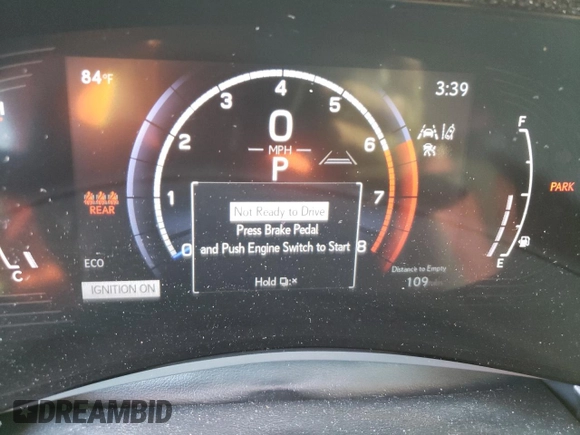 84°F
3:39
4
3
5
2
6
1
7
0
8
0
MPH
P
F
E
C
PARK
REAR
Not Ready to Drive
Press Brake Pedal
and Push Engine Switch to Start
Hold
ECO
IGNITION ON
Distance to Empty
109
DREAMBID